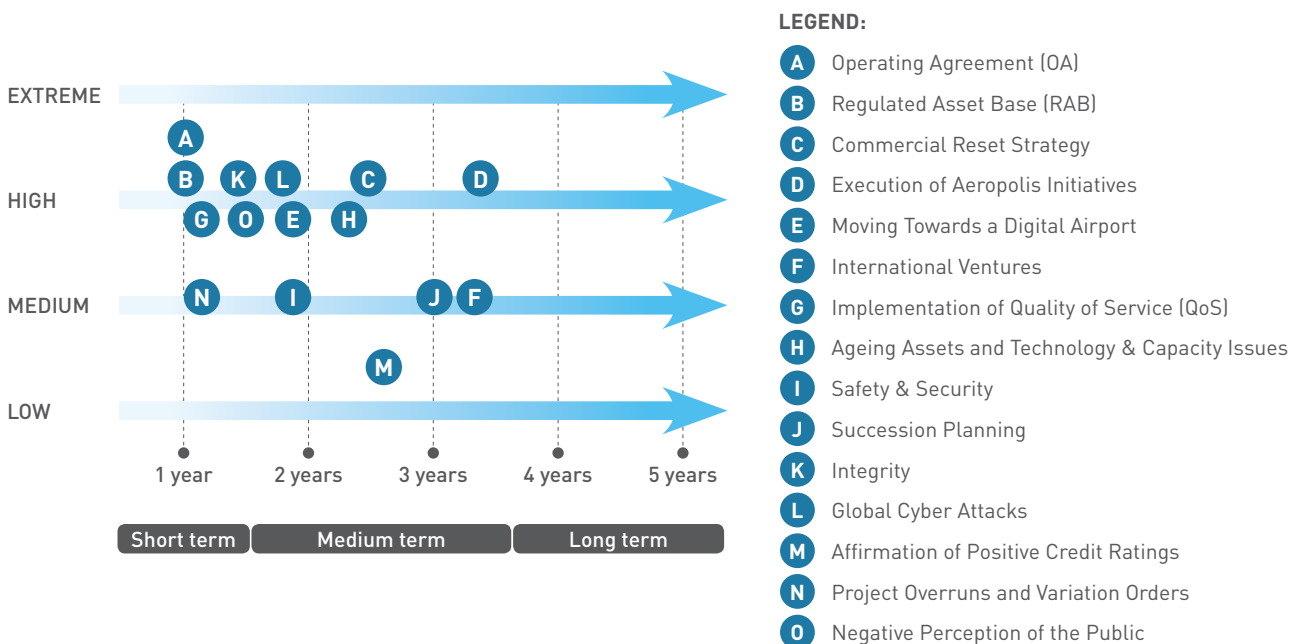 LEGEND:
A Operating Agreement (OA)
B Regulated Asset Base (RAB)
C Commercial Reset Strategy
D Execution of Aeropolis Initiatives
E Moving Towards a Digital Airport
F International Ventures
G Implementation of Quality of Service (QoS)
H Ageing Assets and Technology & Capacity Issues
I Safety & Security
J Succession Planning
K Integrity
L Global Cyber Attacks
M Affirmation of Positive Credit Ratings
N Project Overruns and Variation Orders
O Negative Perception of the Public
EXTREME
A
B K L C D
HIGH
G O E H
MEDIUM
N I J F
M
LOW
1 year 2 years 3 years 4 years 5 years
Short term Medium term Long term